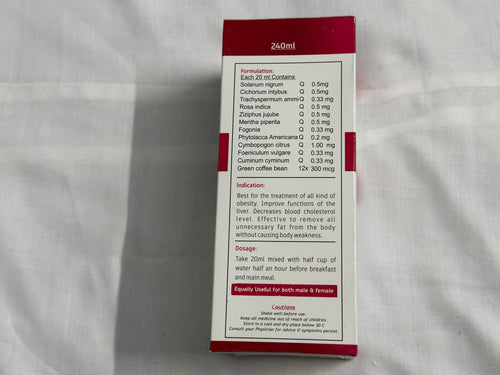 240ml
Formulation:
Each 20 ml Contains
Solanum nigrum Q 0.5mg
Cichorium intybus Q 0.5mg
Trachyspermum ammi Q 0.33 mg
Rosa indica Q 0.5 mg
Ziziphus jujube Q 0.5 mg
Mentha piperita Q 0.5 mg
Fogonia Q 0.33 mg
Phytolacca Americana Q 0.2 mg
Cymbopogon citrus Q 1.00 mg
Foeniculum vulgare Q 0.33 mg
Cuminum cyminum Q 0.33 mg
Green coffee bean 12x 300 mcg
Indication:
Best for the treatment of all kind of
obesity. Improve functions of the
liver. Decreases blood cholesterol
level. Effective to remove all
unnecessary fat from the body
without causing body weakness.
Dosage:
Take 20ml mixed with half cup of
water half an hour before breakfast
and main meal.
Equally Useful for both male & female
Cautions
Shake well before use.
Keep all medicine out of reach of children.
Store in a cool and dry place below 30 C
Consult your Physician for advice if symptoms persist.